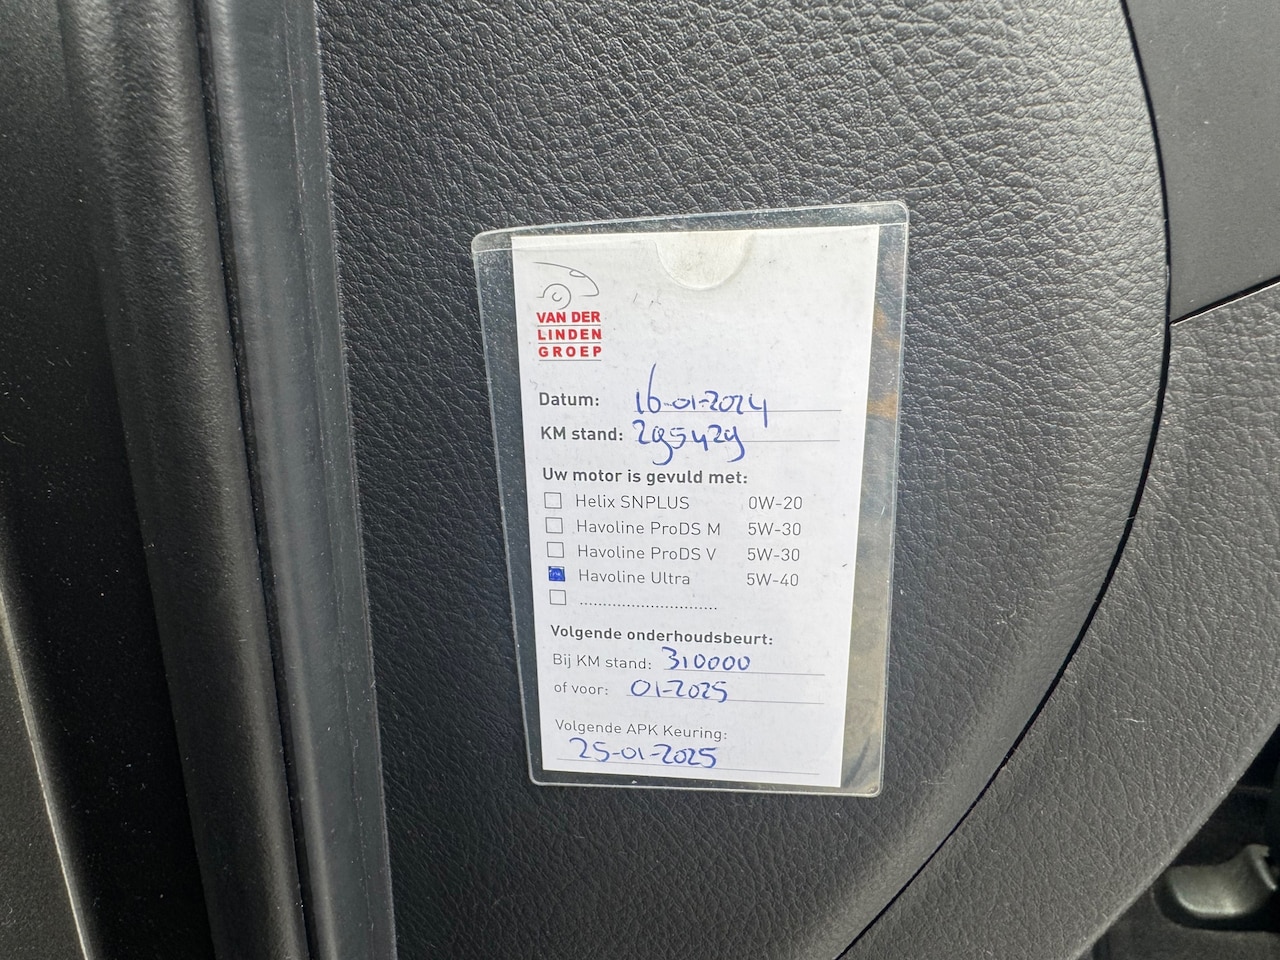 VAN DER
LINDEN
GROEP
Datum: 16-01-2024
KM stand: 295429
Uw motor is gevuld met:
Helix SNPLUS 0W-20
Havoline ProDS M 5W-30
Havoline ProDS V 5W-30
Havoline Ultra 5W-40
..............................
Volgende onderhoudsbeurt:
Bij KM stand: 310000
of voor: 01-2025
Volgende APK Keuring:
25-01-2025